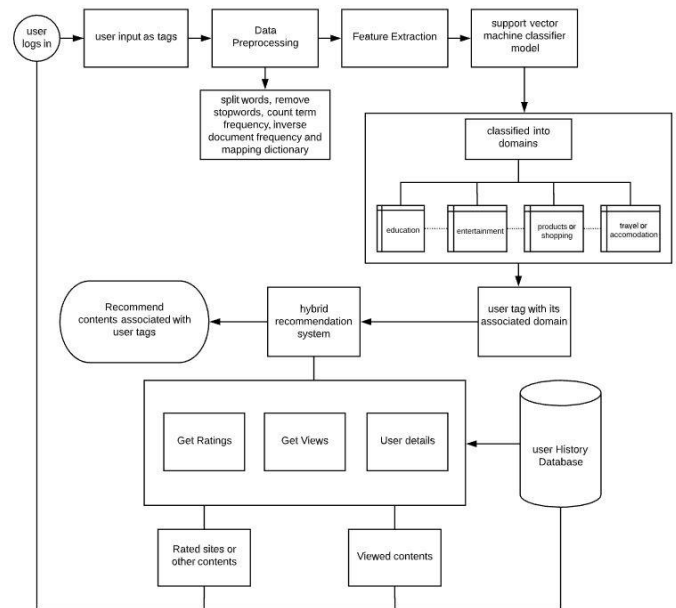 user
logs in
user input as tags
Data
Preprocessing
Feature Extraction
support vector
machine classifier
model
split words, remove
stopwords, count term
frequency, inverse
document frequency and
mapping dictionary
classified into
domains
education
entertainment
products or
shopping
travel or
accomodation
Recommend
contents associated with
user tags
hybrid
recommendation
system
user tag with its
associated domain
Get Ratings
Get Views
User details
user History
Database
Rated sites or
other contents
Viewed contents